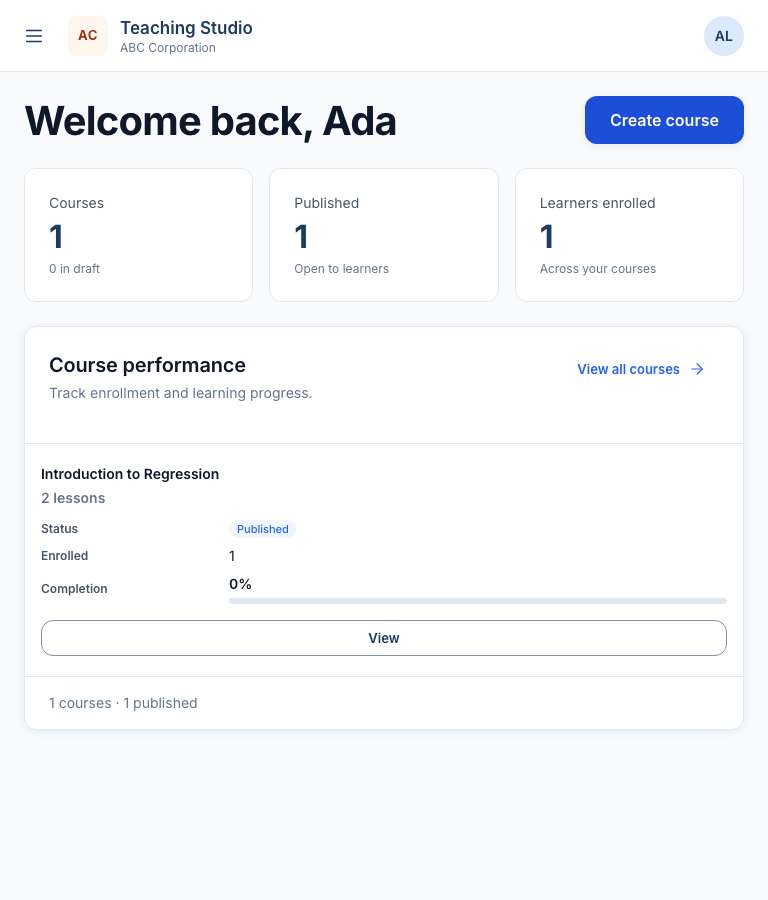 AC
Teaching Studio
ABC Corporation
AL
Welcome back, Ada
Create course
Courses
1
0 in draft
Published
1
Open to learners
Learners enrolled
1
Across your courses
Course performance
Track enrollment and learning progress.
View all courses
Introduction to Regression
2 lessons
Status
Published
Enrolled
1
Completion
0%
View
1 courses · 1 published